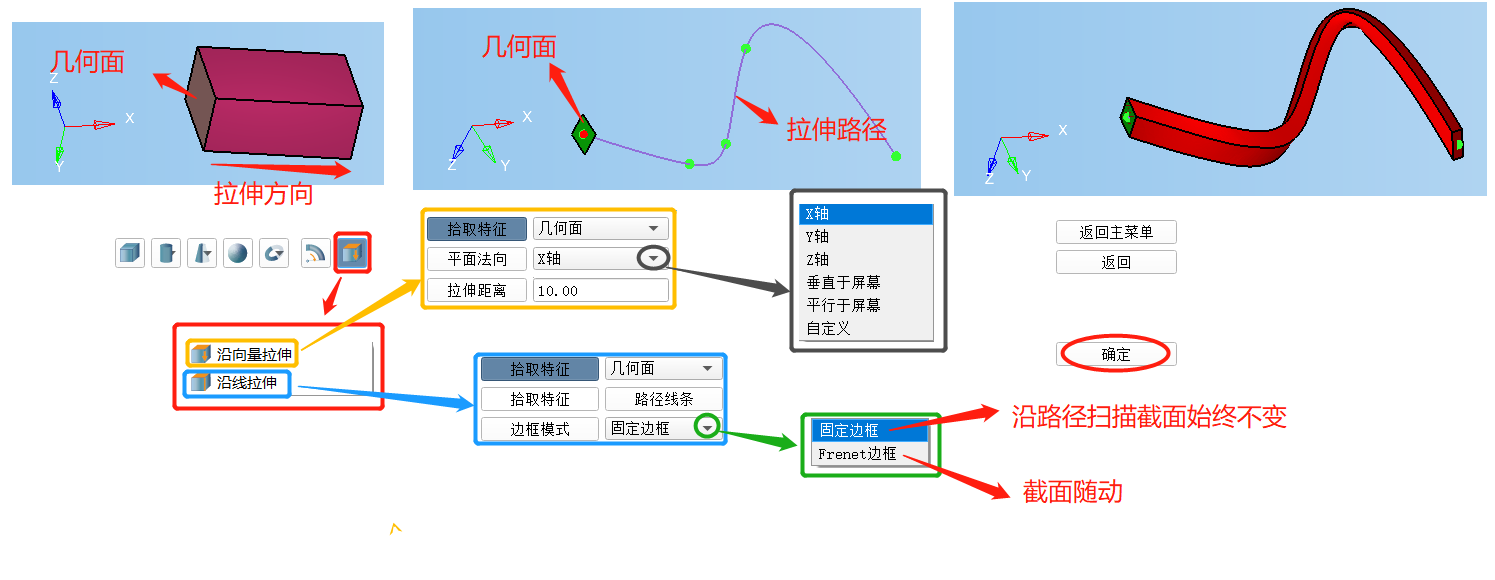 几何面
Z
X
Y
拉伸方向
几何面
X
Z
Y
拉伸路径
X
Z
Y
拾取特征
几何面
平面法向
X轴
拉伸距离
10.00
X轴
Y轴
Z轴
垂直于屏幕
平行于屏幕
自定义
返回主菜单
返回
确定
沿向量拉伸
沿线拉伸
拾取特征
几何面
拾取特征
路径线条
边框模式
固定边框
固定边框
Frenet边框
沿路径扫描截面始终不变
截面随动